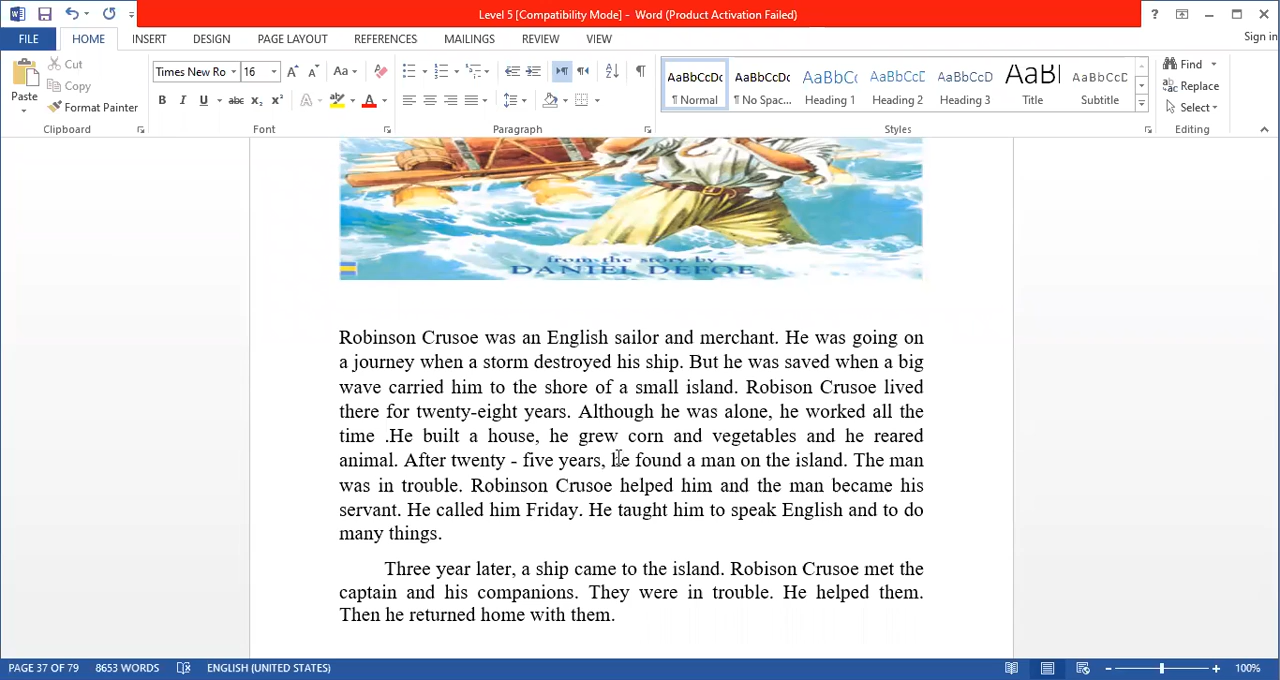 Level 5 [Compatibility Mode] - Word (Product Activation Failed)
?
FILE HOME INSERT DESIGN PAGE LAYOUT REFERENCES MAILINGS REVIEW VIEW
Sign in
Paste
Cut
Copy
Format Painter
Times New Ro 16
Aa
B I U abc x₂ x² A A
AaBbCcDc AaBbCcDc AaBbCc AaBbCcD AaBbCcD AaBl AaBbCcD
¶ Normal ¶ No Spac... Heading 1 Heading 2 Heading 3 Title Subtitle
Find
Replace
Select
Clipboard Font Paragraph Styles Editing
from the story by
DANIEL DEFOE
Robinson Crusoe was an English sailor and merchant. He was going on
a journey when a storm destroyed his ship. But he was saved when a big
wave carried him to the shore of a small island. Robison Crusoe lived
there for twenty-eight years. Although he was alone, he worked all the
time .He built a house, he grew corn and vegetables and he reared
animal. After twenty - five years, he found a man on the island. The man
was in trouble. Robinson Crusoe helped him and the man became his
servant. He called him Friday. He taught him to speak English and to do
many things.
Three year later, a ship came to the island. Robison Crusoe met the
captain and his companions. They were in trouble. He helped them.
Then he returned home with them.
PAGE 37 OF 79 8653 WORDS ENGLISH (UNITED STATES) 100%